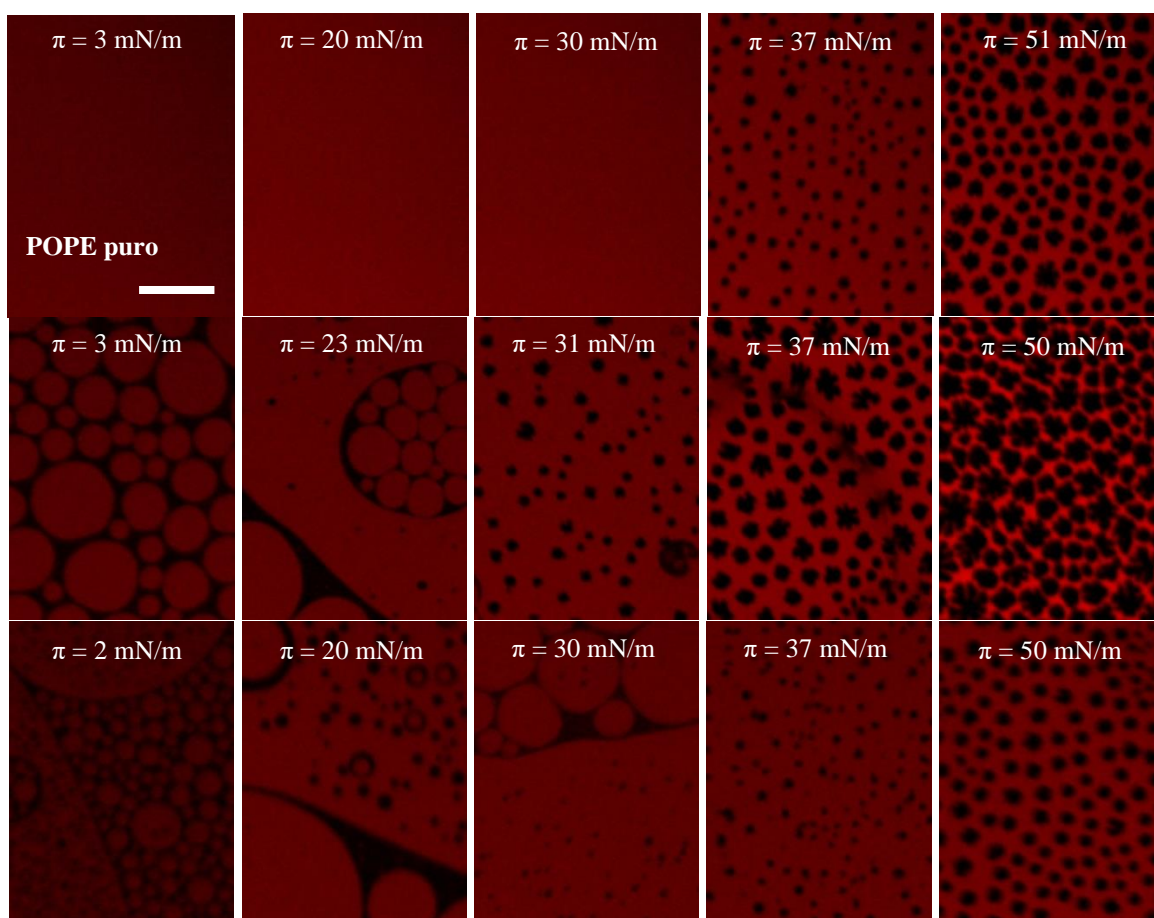 π = 3 mN/m
π = 20 mN/m
π = 30 mN/m
π = 37 mN/m
π = 51 mN/m
POPE puro
π = 3 mN/m
π = 23 mN/m
π = 31 mN/m
π = 37 mN/m
π = 50 mN/m
π = 2 mN/m
π = 20 mN/m
π = 30 mN/m
π = 37 mN/m
π = 50 mN/m